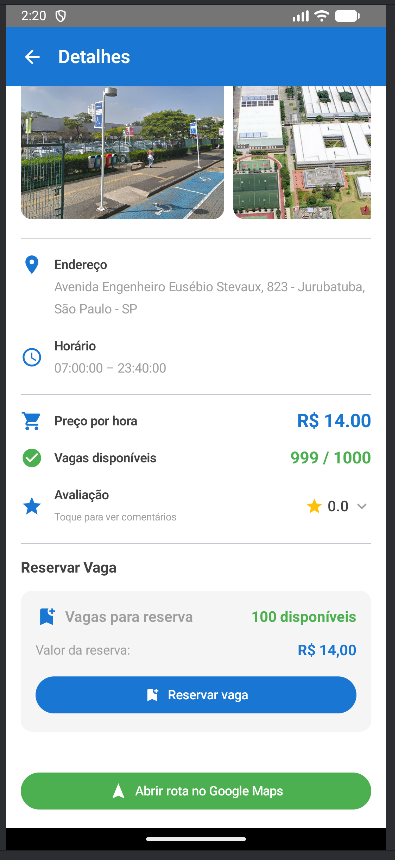 2:20
Detalhes
Endereço
Avenida Engenheiro Eusébio Stevaux, 823 - Jurubatuba,
São Paulo - SP
Horário
07:00:00 – 23:40:00
Preço por hora R$ 14.00
Vagas disponíveis 999 / 1000
Avaliação
Toque para ver comentários
0.0
Reservar Vaga
Vagas para reserva 100 disponíveis
Valor da reserva: R$ 14,00
Reservar vaga
Abrir rota no Google Maps